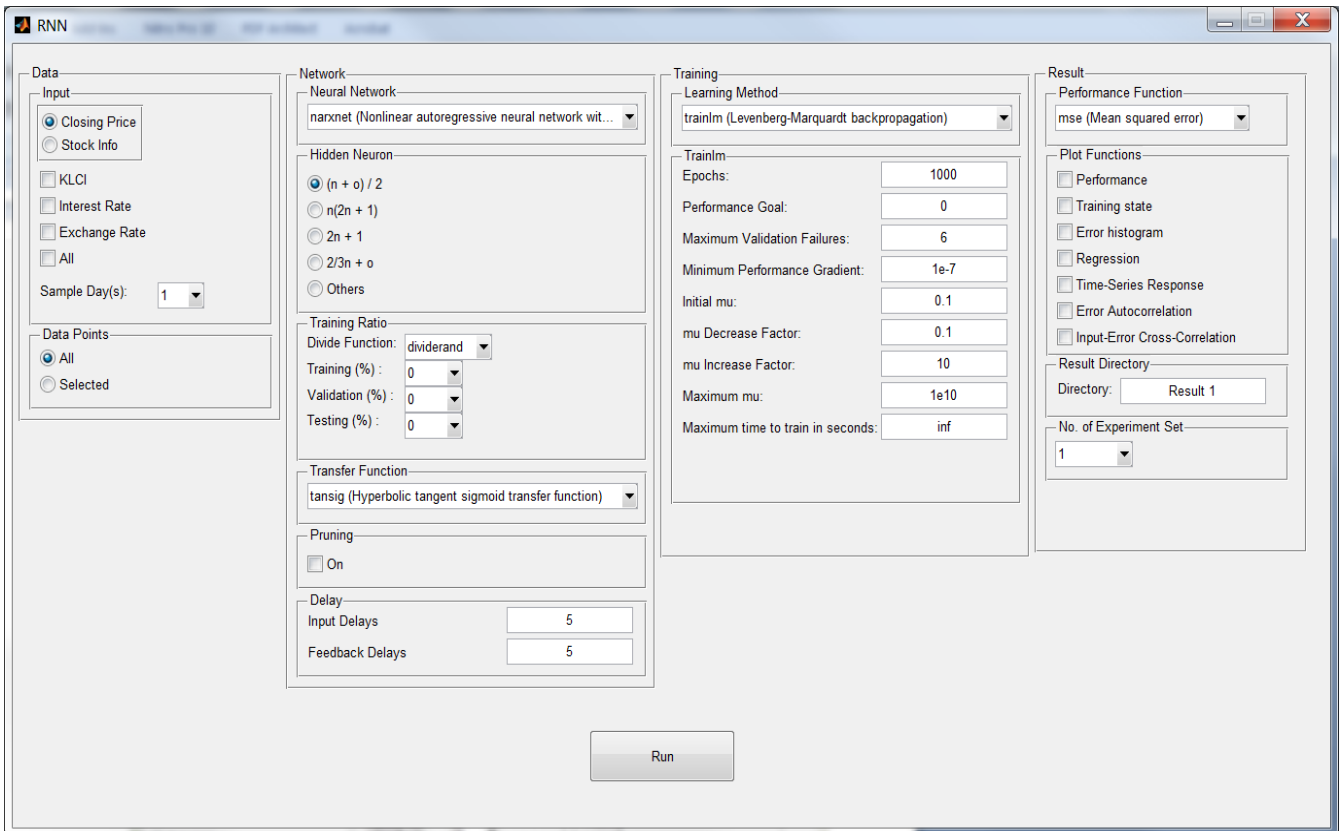 RNN
Data
Input
Closing Price
Stock Info
KLCI
Interest Rate
Exchange Rate
All
Sample Day(s): 1
Data Points
All
Selected
Network
Neural Network
narxnet (Nonlinear autoregressive neural network wit...
Hidden Neuron
(n + o) / 2
n(2n + 1)
2n + 1
2/3n + o
Others
Training Ratio
Divide Function: dividerand
Training (%) : 0
Validation (%) : 0
Testing (%) : 0
Transfer Function
tansig (Hyperbolic tangent sigmoid transfer function)
Pruning
On
Delay
Input Delays 5
Feedback Delays 5
Training
Learning Method
trainlm (Levenberg-Marquardt backpropagation)
Trainlm
Epochs: 1000
Performance Goal: 0
Maximum Validation Failures: 6
Minimum Performance Gradient: 1e-7
Initial mu: 0.1
mu Decrease Factor: 0.1
mu Increase Factor: 10
Maximum mu: 1e10
Maximum time to train in seconds: inf
Result
Performance Function
mse (Mean squared error)
Plot Functions
Performance
Training state
Error histogram
Regression
Time-Series Response
Error Autocorrelation
Input-Error Cross-Correlation
Result Directory
Directory: Result 1
No. of Experiment Set
1
Run